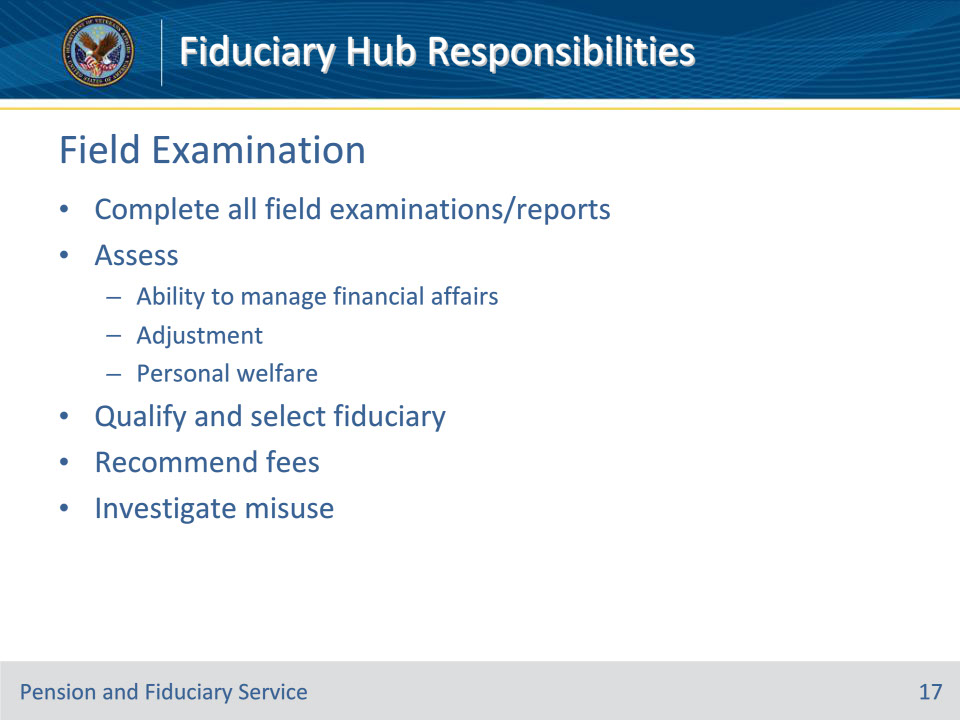 Fiduciary Hub Responsibilities
Field Examination
• Complete all field examinations/reports
• Assess
– Ability to manage financial affairs
– Adjustment
– Personal welfare
• Qualify and select fiduciary
• Recommend fees
• Investigate misuse
Pension and Fiduciary Service
17